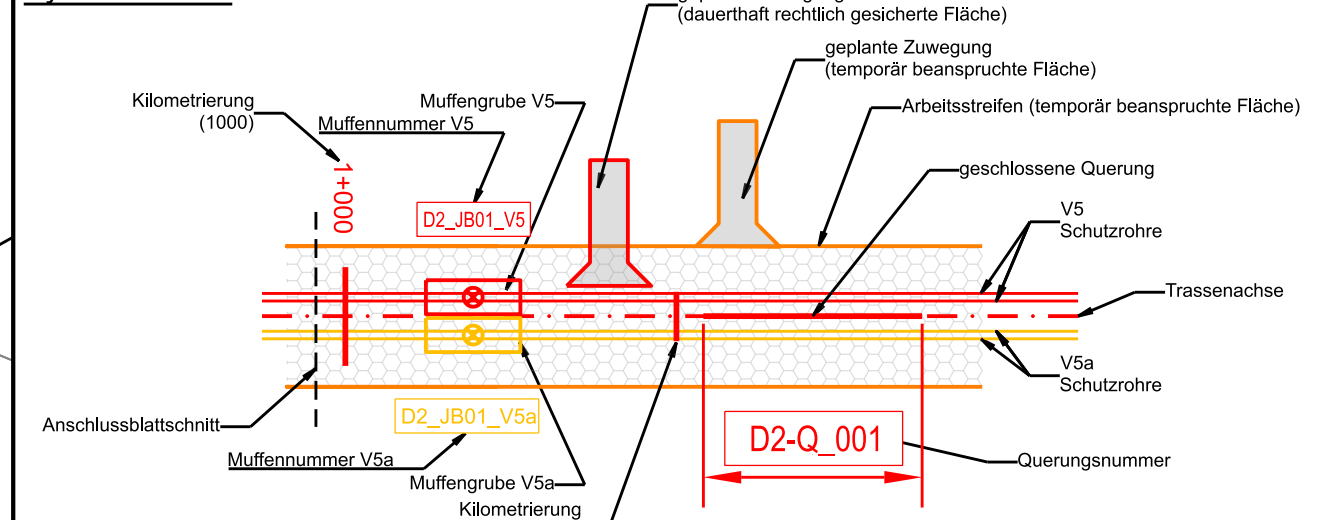 (dauerthaft rechtlich gesicherte Fläche)
geplante Zuwegung
(temporär beanspruchte Fläche)
Kilometrierung
(1000)
Muffengrube V5
Arbeitsstreifen (temporär beanspruchte Fläche)
Muffennummer V5
1+000
geschlossene Querung
D2_JB01_V5
V5
Schutzrohre
Trassenachse
V5a
Schutzrohre
Anschlussblattschnitt
D2_JB01_V5a
D2-Q_001
Muffennummer V5a
Querungsnummer
Muffengrube V5a
Kilometrierung